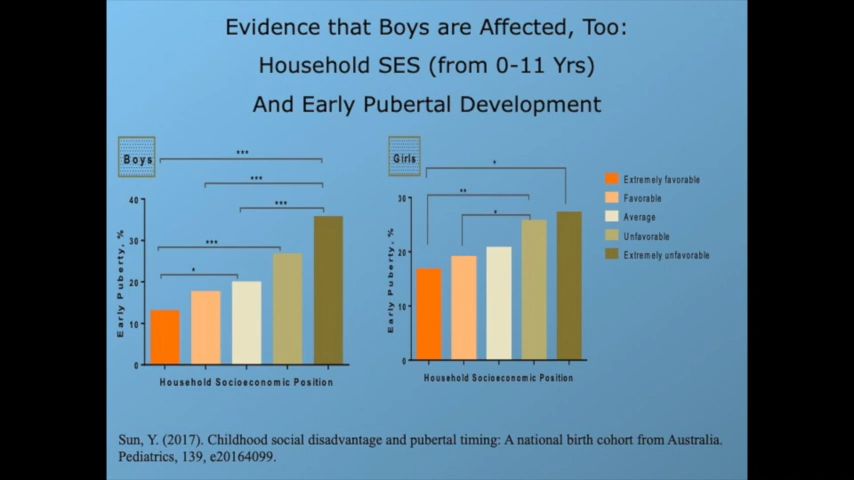 Evidence that Boys are Affected, Too:
Household SES (from 0-11 Yrs)
And Early Pubertal Development
Boys
***
***
***
***
*
40
30
20
10
0
Early Puberty, %
Household Socioeconomic Position
Girls
*
**
*
30
20
10
0
Early Puberty, %
Household Socioeconomic Position
Extremely favorable
Favorable
Average
Unfavorable
Extremely unfavorable
Sun, Y. (2017). Childhood social disadvantage and pubertal timing: A national birth cohort from Australia.
Pediatrics, 139, e20164099.